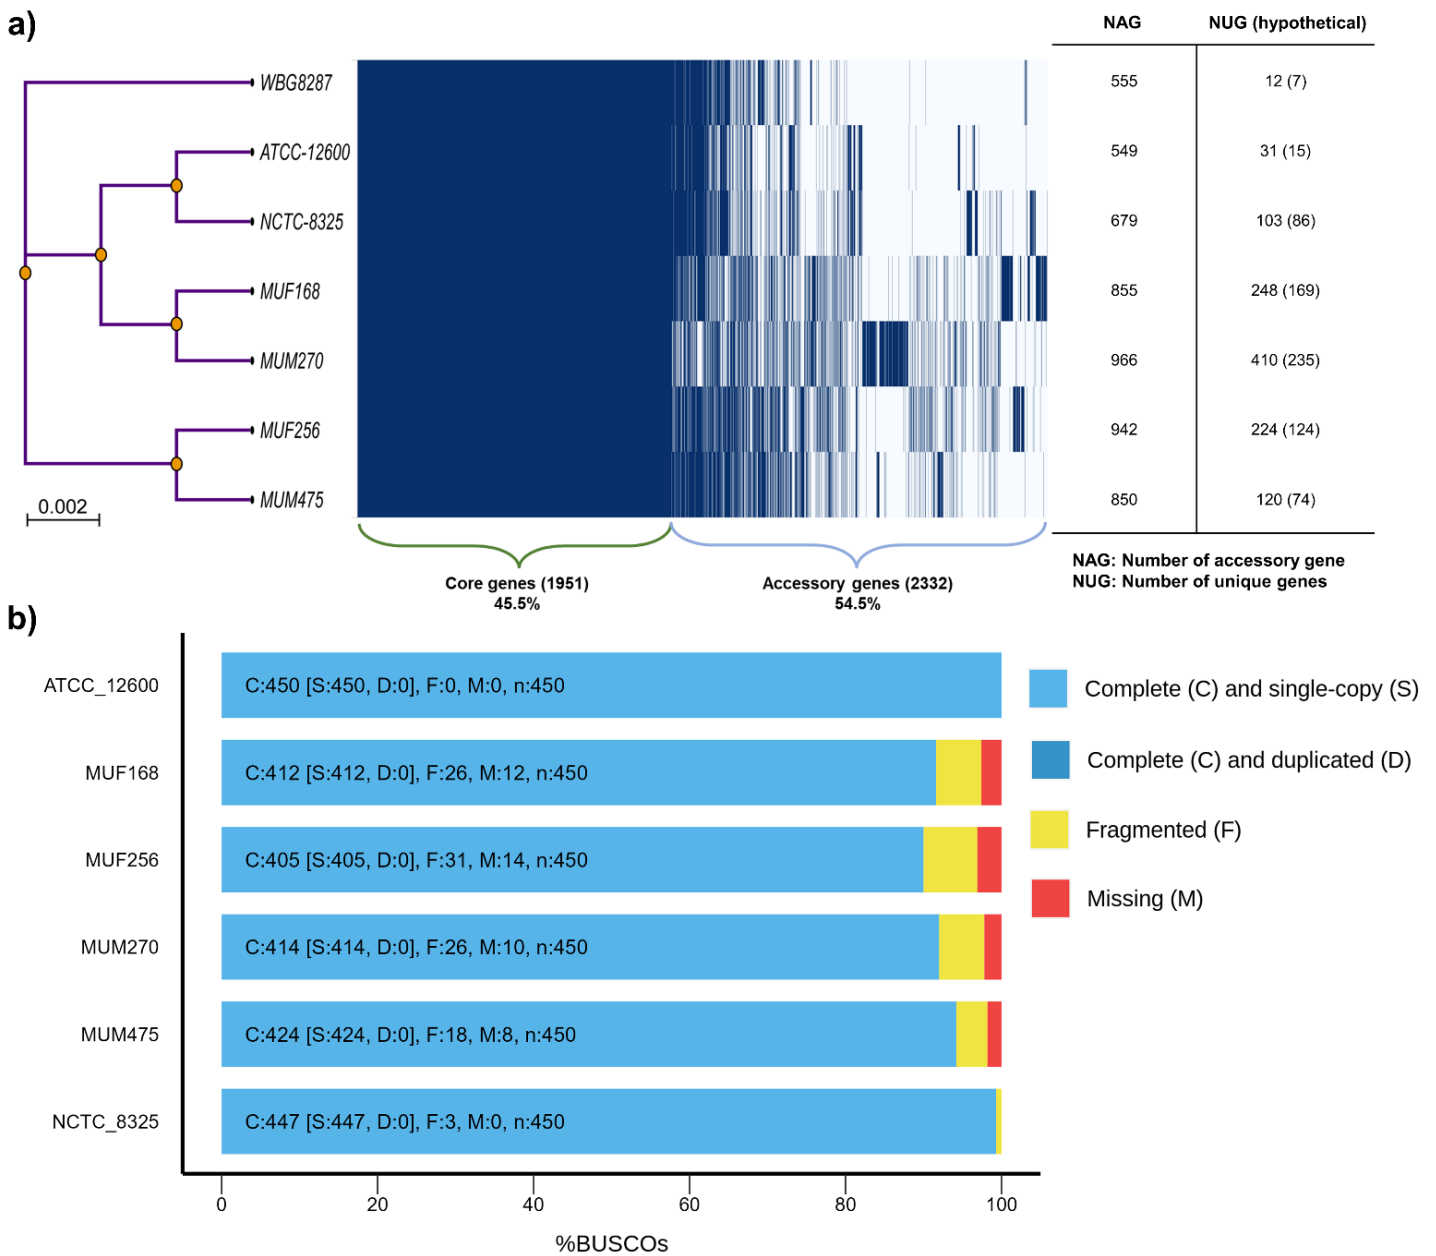 a)
NAG NUG (hypothetical)
WBG8287 555 12 (7)
ATCC-12600 549 31 (15)
NCTC-8325 679 103 (86)
MUF168 855 248 (169)
MUM270 966 410 (235)
MUF256 942 224 (124)
MUM475 850 120 (74)
0.002
Core genes (1951)
45.5%
Accessory genes (2332)
54.5%
NAG: Number of accessory gene
NUG: Number of unique genes
b)
ATCC_12600 C:450 [S:450, D:0], F:0, M:0, n:450
MUF168 C:412 [S:412, D:0], F:26, M:12, n:450
MUF256 C:405 [S:405, D:0], F:31, M:14, n:450
MUM270 C:414 [S:414, D:0], F:26, M:10, n:450
MUM475 C:424 [S:424, D:0], F:18, M:8, n:450
NCTC_8325 C:447 [S:447, D:0], F:3, M:0, n:450
0 20 40 60 80 100
%BUSCOs
Complete (C) and single-copy (S)
Complete (C) and duplicated (D)
Fragmented (F)
Missing (M)